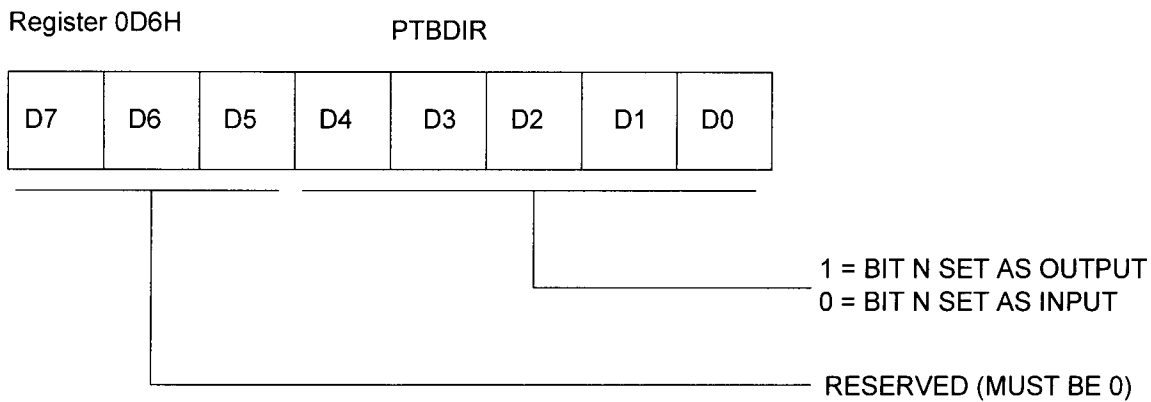 Register 0D6H
PTBDIR
D7 D6 D5 D4 D3 D2 D1 D0
1 = BIT N SET AS OUTPUT
0 = BIT N SET AS INPUT
RESERVED (MUST BE 0)